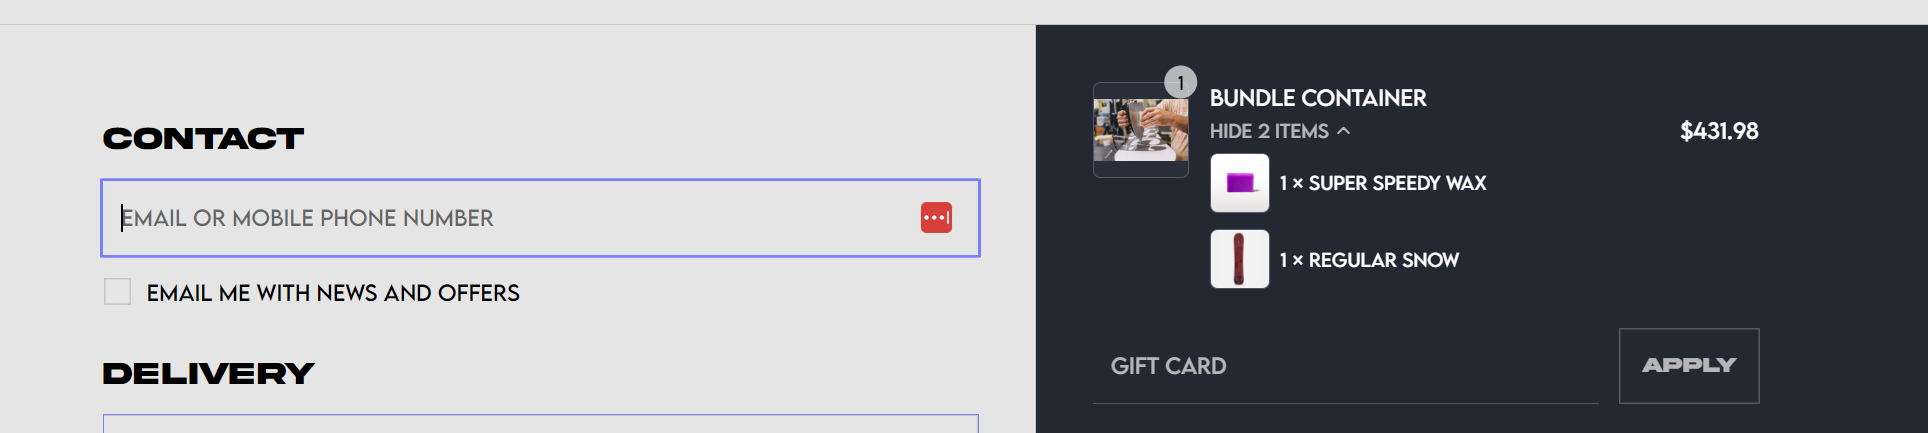 CONTACT
EMAIL OR MOBILE PHONE NUMBER
EMAIL ME WITH NEWS AND OFFERS
DELIVERY
1
BUNDLE CONTAINER
HIDE 2 ITEMS
$431.98
1 × SUPER SPEEDY WAX
1 × REGULAR SNOW
GIFT CARD
APPLY